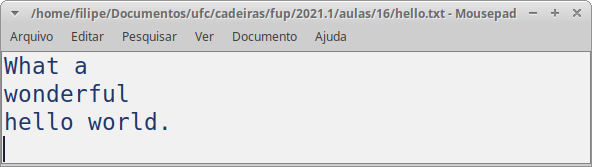 /home/filipe/Documentos/ufc/cadeiras/fup/2021.1/aulas/16/hello.txt - Mousepad
Arquivo Editar Pesquisar Ver Documento Ajuda
What a
wonderful
hello world.